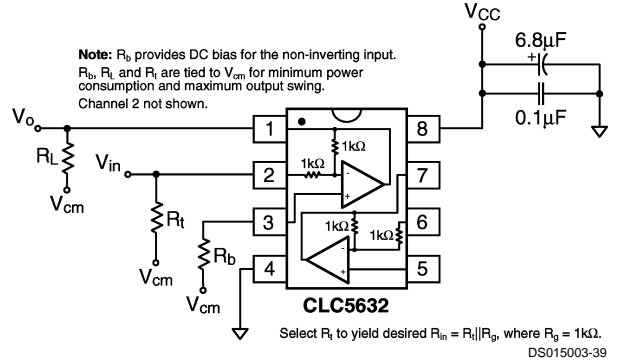 VCC
6.8µF
+
Note: Rb provides DC bias for the non-inverting input.
Rb, RL and Rt are tied to Vcm for minimum power
consumption and maximum output swing.
Channel 2 not shown.
0.1µF
Vo
1
8
1kΩ
RL
Vin
1kΩ
2
7
-
+
Vcm
Rt
3
6
1kΩ
1kΩ
Rb
-
4
5
+
Vcm
Vcm
CLC5632
Select Rt to yield desired Rin = Rt||Rg, where Rg = 1kΩ.
DS015003-39